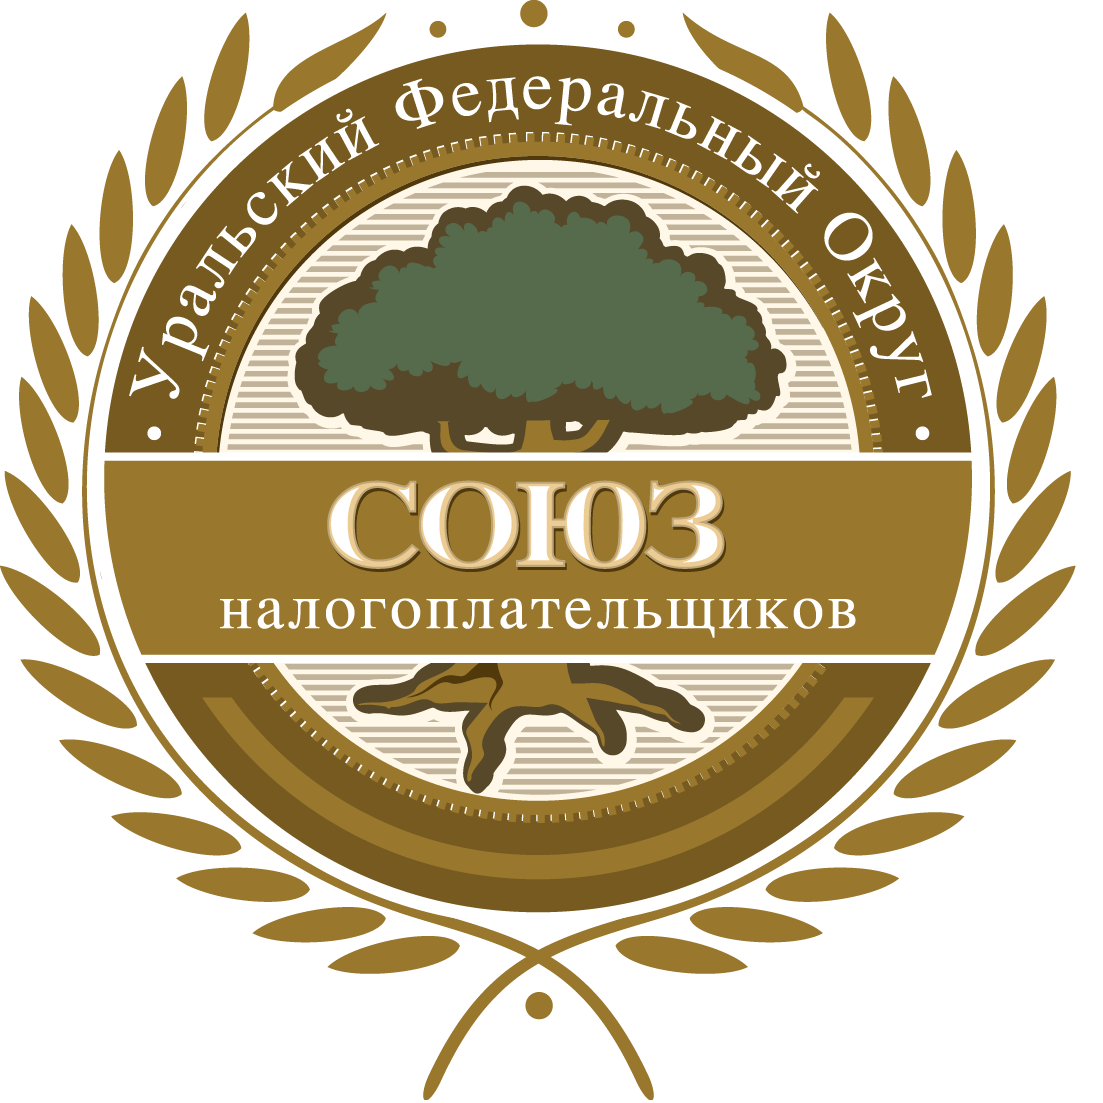 Уральский Федеральный Округ
СОЮЗ
налогоплательщиков